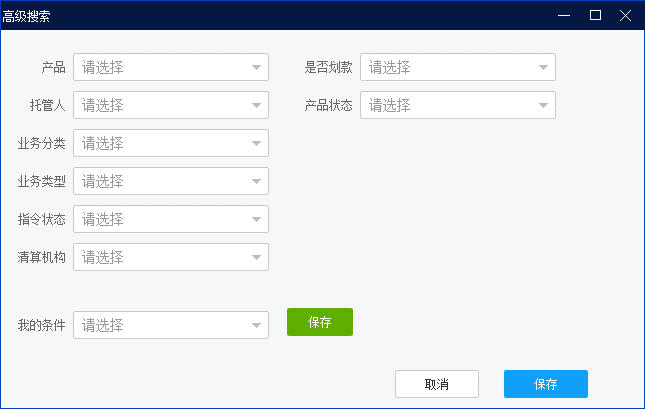 高级搜索
产品 请选择 是否划款 请选择
托管人 请选择 产品状态 请选择
业务分类 请选择
业务类型 请选择
指令状态 请选择
清算机构 请选择
我的条件 请选择 保存
取消 保存